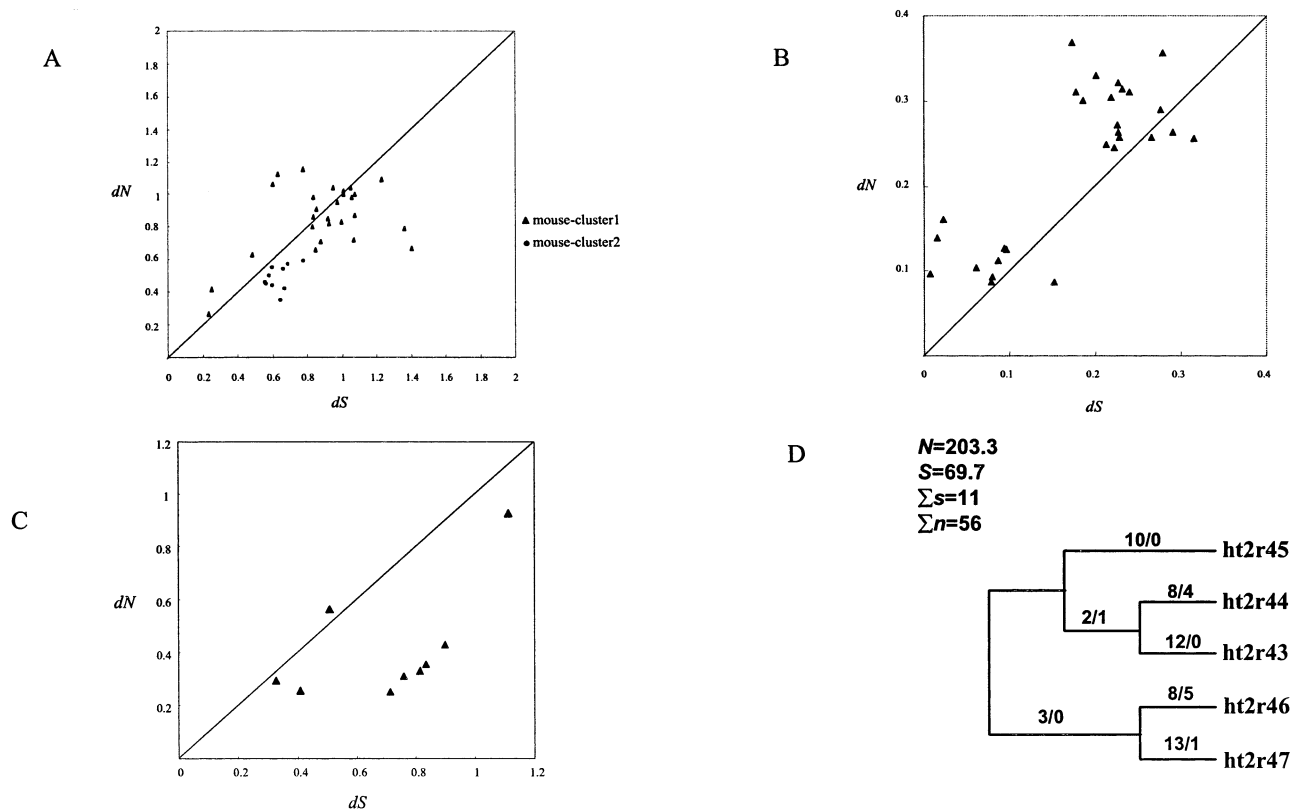 A
2
1.8
1.6
1.4
1.2
dN
1
0.8
0.6
0.4
0.2
0 0.2 0.4 0.6 0.8 1 1.2 1.4 1.6 1.8 2
dS
mouse-cluster1
mouse-cluster2
B
0.4
0.3
dN
0.2
0.1
0 0.1 0.2 0.3 0.4
dS
C
1.2
1
0.8
dN
0.6
0.4
0.2
0 0.2 0.4 0.6 0.8 1 1.2
dS
D
N=203.3
S=69.7
∑s=11
∑n=56
10/0 ht2r45
8/4 ht2r44
2/1
12/0 ht2r43
8/5 ht2r46
3/0
13/1 ht2r47